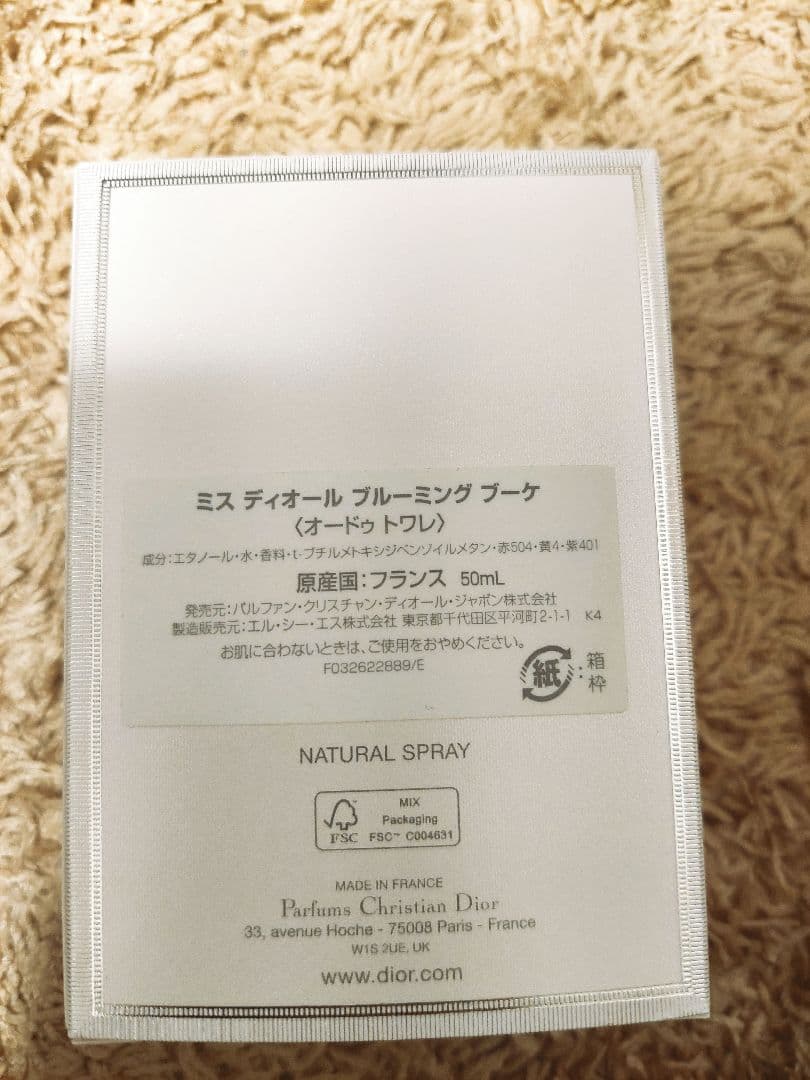 ミス ディオール ブルーミング ブーケ
〈オードゥ トワレ〉
成分：エタノール・水・香料・t-ブチルメトキシジベンゾイルメタン・赤504・黄4・紫401
原産国：フランス 50mL
発売元：パルファン・クリスチャン・ディオール・ジャポン株式会社
製造販売元：エル・シー・エス株式会社 東京都千代田区平河町2-1-1 K4
お肌に合わないときは、ご使用をおやめください。
F032622889/E
紙：箱
枠
NATURAL SPRAY
MIX
Packaging
FSC FSC™ C004631
MADE IN FRANCE
Parfums Christian Dior
33, avenue Hoche - 75008 Paris - France
W1S 2UE, UK
www.dior.com